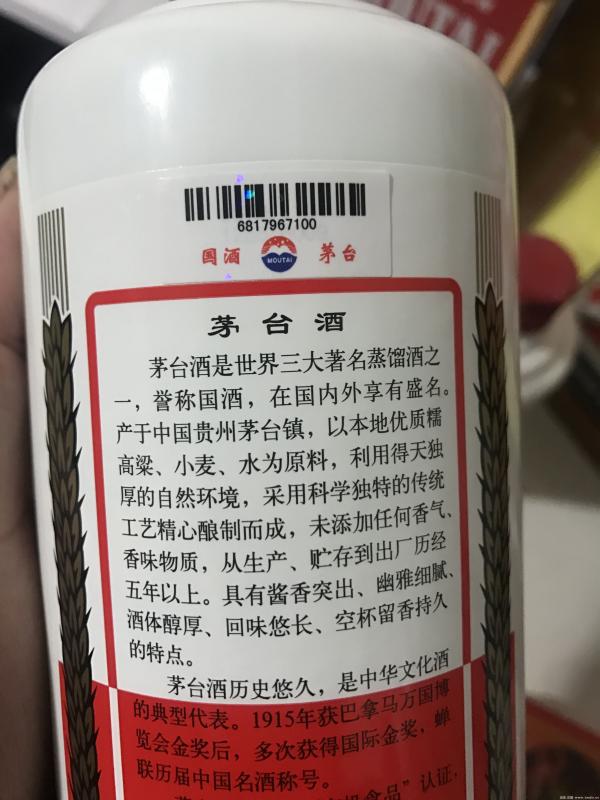 UTAI
6817967100
国酒 MOUTAI 茅台
茅台酒
茅台酒是世界三大著名蒸馏酒之
一，誉称国酒，在国内外享有盛名。
产于中国贵州茅台镇，以本地优质糯
高粱、小麦、水为原料，利用得天独
厚的自然环境，采用科学独特的传统
工艺精心酿制而成，未添加任何香气、
香味物质，从生产、贮存到出厂历经
五年以上。具有酱香突出、幽雅细腻、
酒体醇厚、回味悠长、空杯留香持久
的特点。
茅台酒历史悠久，是中华文化酒
的典型代表。1915年获巴拿马万国博
览会金奖后，多次获得国际金奖，蝉
联历届中国名酒称号。
食品”认证，